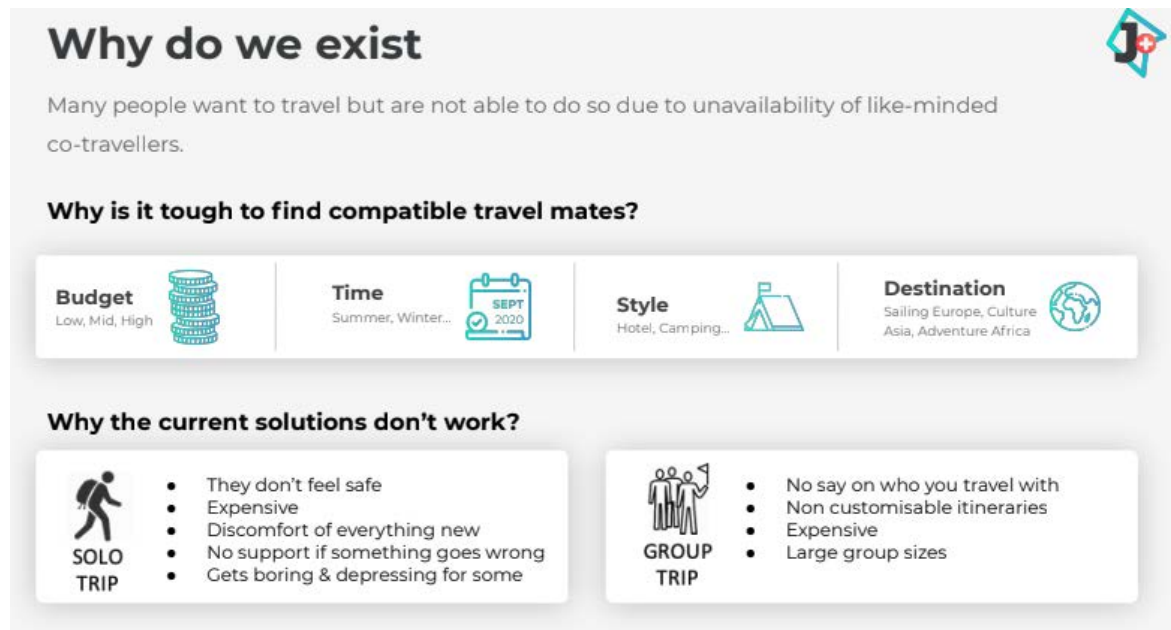 Why do we exist
J+
Many people want to travel but are not able to do so due to unavailability of like-minded
co-travellers.
Why is it tough to find compatible travel mates?
Budget
Low, Mid, High
Time
Summer, Winter...
SEPT
2020
Style
Hotel, Camping...
Destination
Sailing Europe, Culture
Asia, Adventure Africa
Why the current solutions don’t work?
SOLO
TRIP
● They don’t feel safe
● Expensive
● Discomfort of everything new
● No support if something goes wrong
● Gets boring & depressing for some
GROUP
TRIP
● No say on who you travel with
● Non customisable itineraries
● Expensive
● Large group sizes